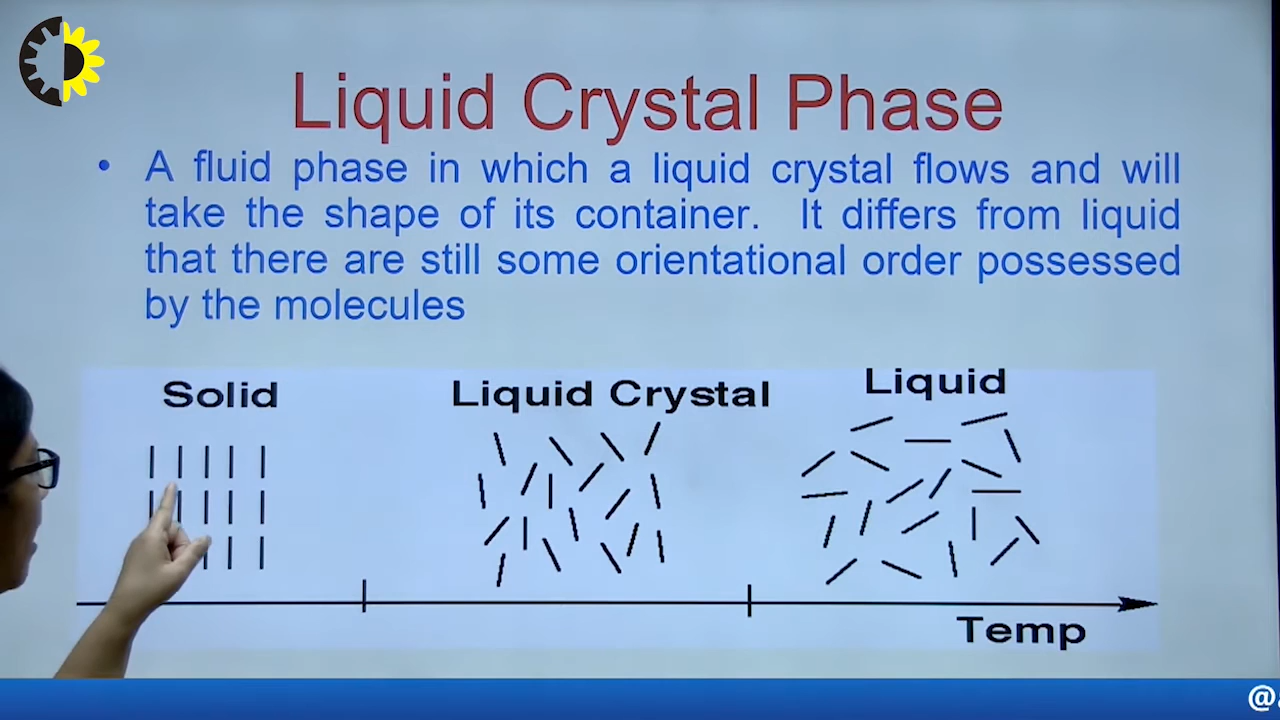 Liquid Crystal Phase
• A fluid phase in which a liquid crystal flows and will
take the shape of its container. It differs from liquid
that there are still some orientational order possessed
by the molecules
Solid
Liquid Crystal
Liquid
Temp
@